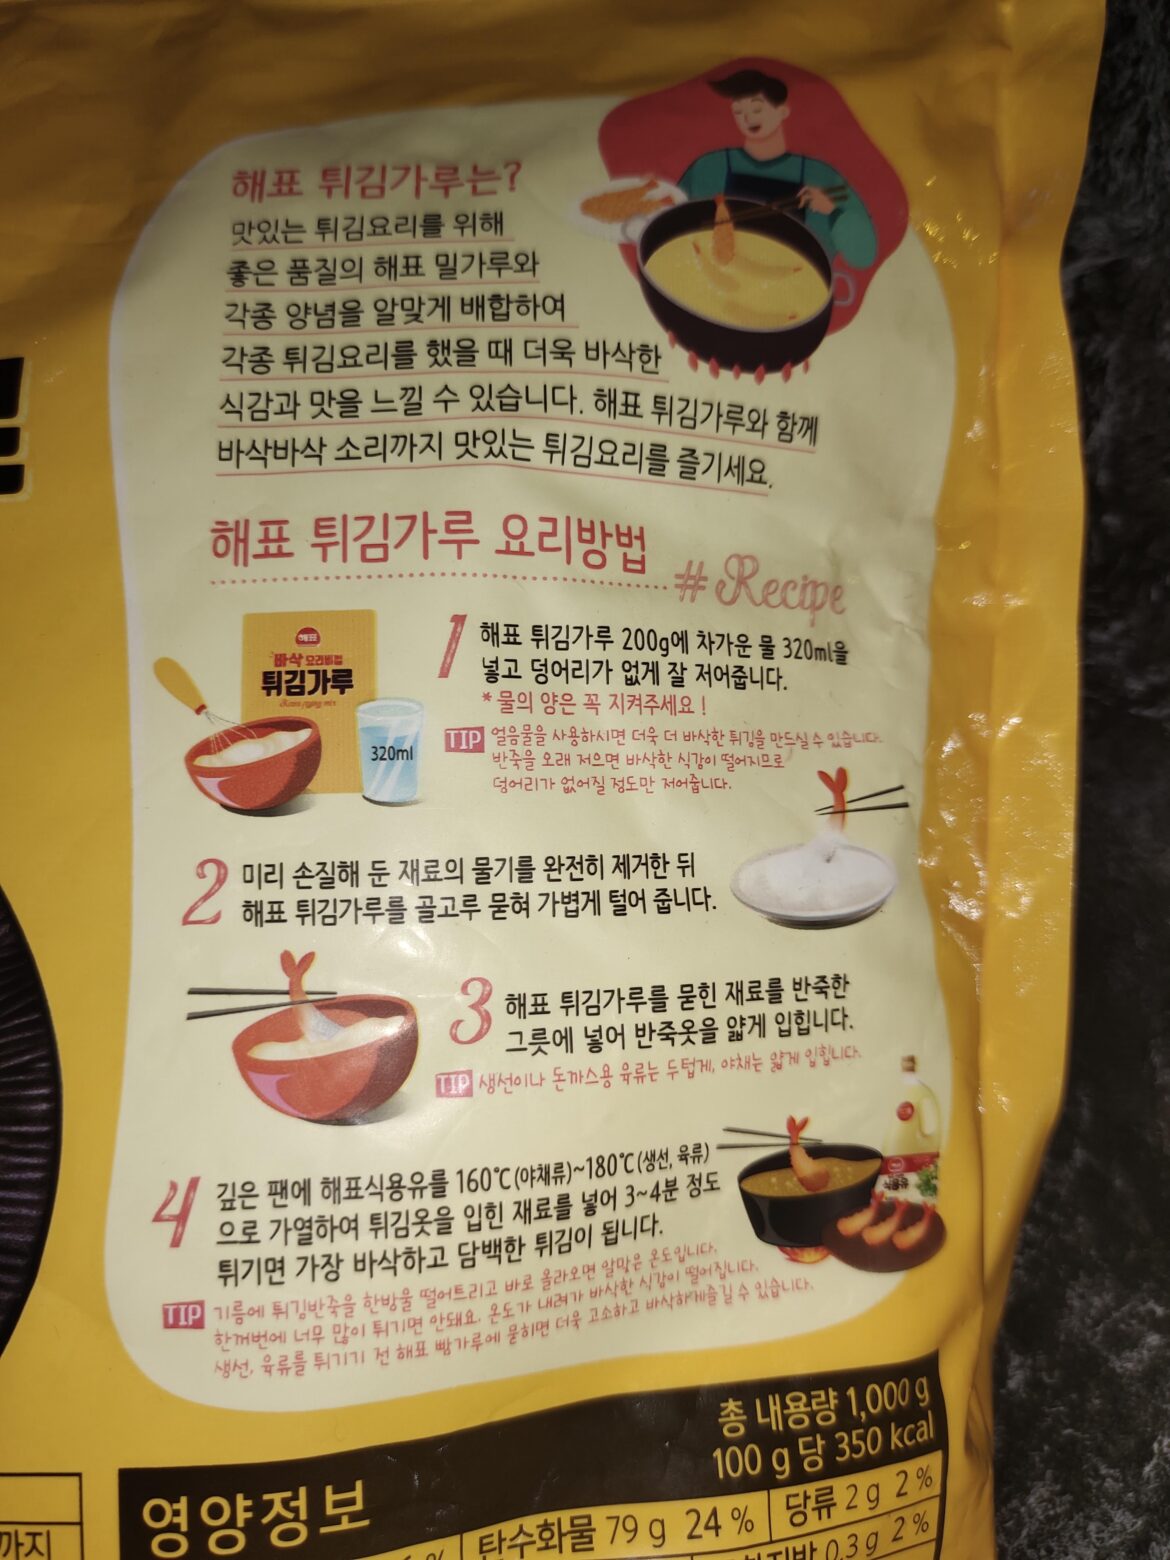 해표 튀김가루는?
맛있는 튀김요리를 위해
좋은 품질의 해표 밀가루와
각종 양념을 알맞게 배합하여
각종 튀김요리를 했을 때 더욱 바삭한
식감과 맛을 느낄 수 있습니다. 해표 튀김가루와 함께
바삭바삭 소리까지 맛있는 튀김요리를 즐기세요.
해표 튀김가루 요리방법
# Recipe
해표
바삭 요리비법
튀김가루
320ml
1 해표 튀김가루 200g에 차가운 물 320ml을
넣고 덩어리가 없게 잘 저어줍니다.
* 물의 양은 꼭 지켜주세요!
TIP 얼음물을 사용하시면 더욱 더 바삭한 튀김을 만드실 수 있습니다.
반죽을 오래 저으면 바삭한 식감이 떨어지므로
덩어리가 없어질 정도만 저어줍니다.
2 미리 손질해 둔 재료의 물기를 완전히 제거한 뒤
해표 튀김가루를 골고루 묻혀 가볍게 털어 줍니다.
3 해표 튀김가루를 묻힌 재료를 반죽한
그릇에 넣어 반죽옷을 얇게 입힙니다.
TIP 생선이나 돈까스용 육류는 두텁게, 야채는 얇게 입힙니다.
4 깊은 팬에 해표식용유를 160℃(야채류)~180℃(생선, 육류)
으로 가열하여 튀김옷을 입힌 재료를 넣어 3~4분 정도
튀기면 가장 바삭하고 담백한 튀김이 됩니다.
식용유
TIP 기름에 튀김반죽을 한방울 떨어트리고 바로 올라오면 알맞은 온도입니다.
한꺼번에 너무 많이 튀기면 안돼요. 온도가 내려가 바삭한 식감이 떨어집니다.
생선, 육류를 튀기기 전 해표 빵가루에 묻히면 더욱 고소하고 바삭하게 즐길 수 있습니다.
총 내용량 1,000 g
100 g 당 350 kcal
영양정보
탄수화물 79 g 24 %
당류 2 g 2 %
0.3 g 2 %
까지